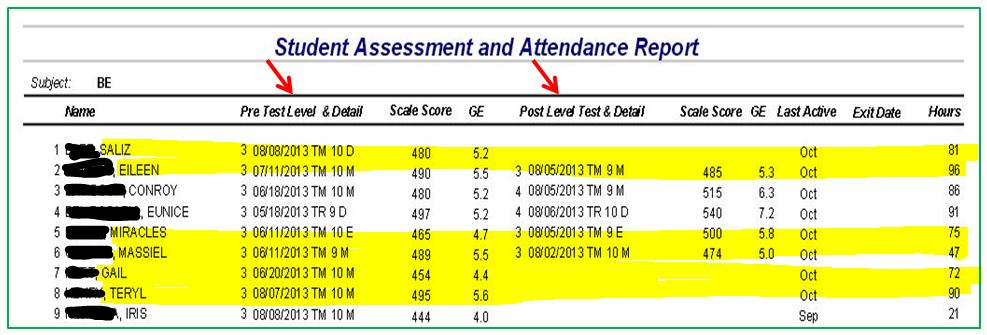 Student Assessment and Attendance Report
Subject: BE
Name Pre Test Level & Detail Scale Score GE Post Level Test & Detail Scale Score GE Last Active Exit Date Hours
1 SALIZ 3 08/08/2013 TM 10 D 480 5.2 Oct 81
2 , EILEEN 3 07/11/2013 TM 10 M 490 5.5 3 08/05/2013 TM 9 M 485 5.3 Oct 96
3 , CONROY 3 06/18/2013 TM 10 M 480 5.2 4 08/05/2013 TM 9 M 515 6.3 Oct 86
4 , EUNICE 3 05/18/2013 TR 9 D 497 5.2 4 08/06/2013 TR 10 D 540 7.2 Oct 91
5 MIRACLES 3 06/11/2013 TM 10 E 465 4.7 3 08/05/2013 TM 9 E 500 5.8 Oct 75
6 , MASSIEL 3 06/11/2013 TM 9 M 489 5.5 3 08/02/2013 TM 10 M 474 5.0 Oct 47
7 , GAIL 3 06/20/2013 TM 10 M 454 4.4 Oct 72
8 , TERYL 3 08/07/2013 TM 10 M 495 5.6 Oct 90
9 , IRIS 3 08/08/2013 TM 10 M 444 4.0 Sep 21